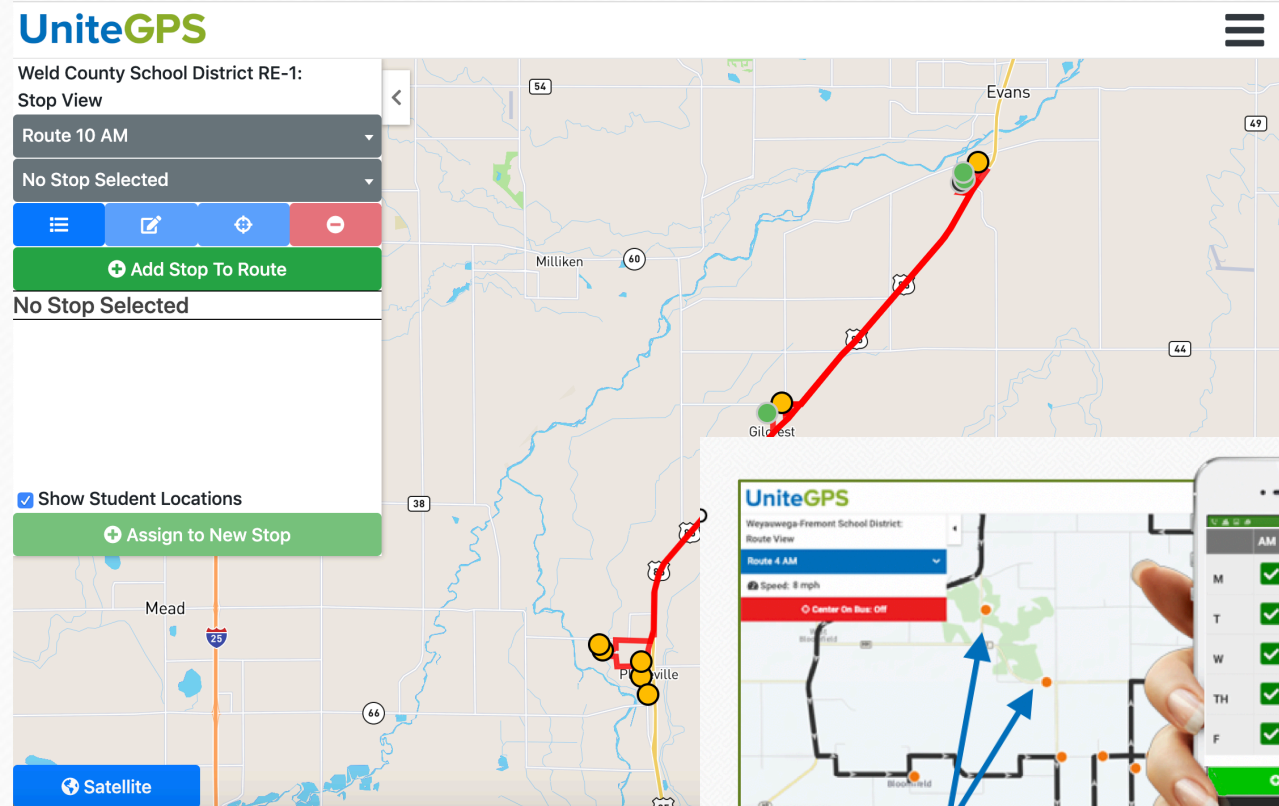 UniteGPS
Weld County School District RE-1:
Stop View
Route 10 AM
No Stop Selected
Add Stop To Route
No Stop Selected
Show Student Locations
Assign to New Stop
Satellite
54
Evans
49
Milliken
60
44
38
Mead
25
66
UniteGPS
Weyauwega-Fremont School District:
Route View
Route 4 AM
Speed: 8 mph
Center On Bus: Off
Bloomfield
AM
M
T
W
TH
F